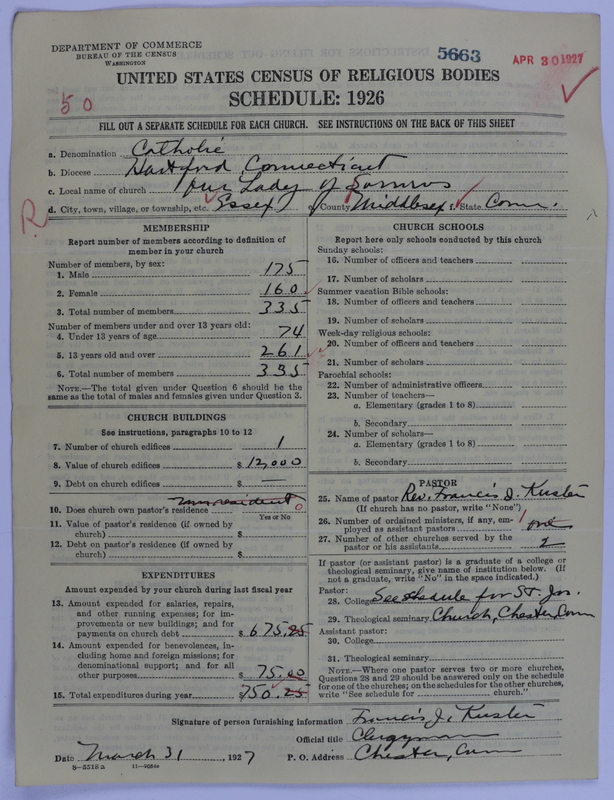 DEPARTMENT OF COMMERCE
BUREAU OF THE CENSUS
WASHINGTON
5663
APR 30 1927
50
UNITED STATES CENSUS OF RELIGIOUS BODIES
SCHEDULE: 1926
FILL OUT A SEPARATE SCHEDULE FOR EACH CHURCH. SEE INSTRUCTIONS ON THE BACK OF THIS SHEET
a. Denomination Catholic
b. Diocese Hartford, Connecticut
c. Local name of church Our Lady of Sorrows
R
d. City, town, village, or township, etc. Essex e. County Middlesex f. State Conn.
MEMBERSHIP
Report number of members according to definition of member in your church
Number of members, by sex:
1. Male 175
2. Female 160
3. Total number of members 335
Number of members under and over 13 years old:
4. Under 13 years of age 74
5. 13 years old and over 261
6. Total number of members 335
NOTE.—The total given under Question 6 should be
same as the total of males and females given under Question 3.
CHURCH BUILDINGS
See instructions, paragraphs 10 to 12
7. Number of church edifices 1
8. Value of church edifices $ 12,000
9. Debt on church edifices $ —
non resident
10. Does church own pastor's residence 0
Yes or No
11. Value of pastor's residence (if owned by
church) $
12. Debt on pastor's residence (if owned by
church) $
EXPENDITURES
Amount expended by your church during last fiscal year
13. Amount expended for salaries, repairs,
and other running expenses; for im-
provements or new buildings; and for
payments on church debt $ 675.25
14. Amount expended for benevolences, in-
cluding home and foreign missions; for
denominational support; and for all
other purposes $ 75.00
15. Total expenditures during year $ 750.25
CHURCH SCHOOLS
Report here only schools conducted by this church
Sunday schools:
16. Number of officers and teachers
17. Number of scholars
Summer vacation Bible schools:
18. Number of officers and teachers
19. Number of scholars
Week-day religious schools:
20. Number of officers and teachers
21. Number of scholars
Parochial schools:
22. Number of administrative officers
23. Number of teachers—
a. Elementary (grades 1 to 8)
b. Secondary
24. Number of scholars—
a. Elementary (grades 1 to 8)
b. Secondary
PASTOR
25. Name of pastor Rev. Francis J. Kuster
(If church has no pastor, write "None")
26. Number of ordained ministers, if any, em-
ployed as assistant pastors 1 one
27. Number of other churches served by the
pastor or his assistants 2
If pastor (or assistant pastor) is a graduate of a college or
theological seminary, give name of institution below. (If
not a graduate, write "No" in the space indicated.)
Pastor:
28. College See Schedule for St. Jos.
29. Theological seminary Church, Chester, Conn
Assistant pastor:
30. College
31. Theological seminary
NOTE.—Where one pastor serves two or more churches,
Questions 28 and 29 should be answered only on the schedule
for one of the churches; on the schedules for the other churches,
write "See schedule for church."
Signature of person furnishing information Francis J. Kuster
Official title Clergyman
Date March 31, 1927 P. O. Address Chester, Conn
8-5518a 11-9054a